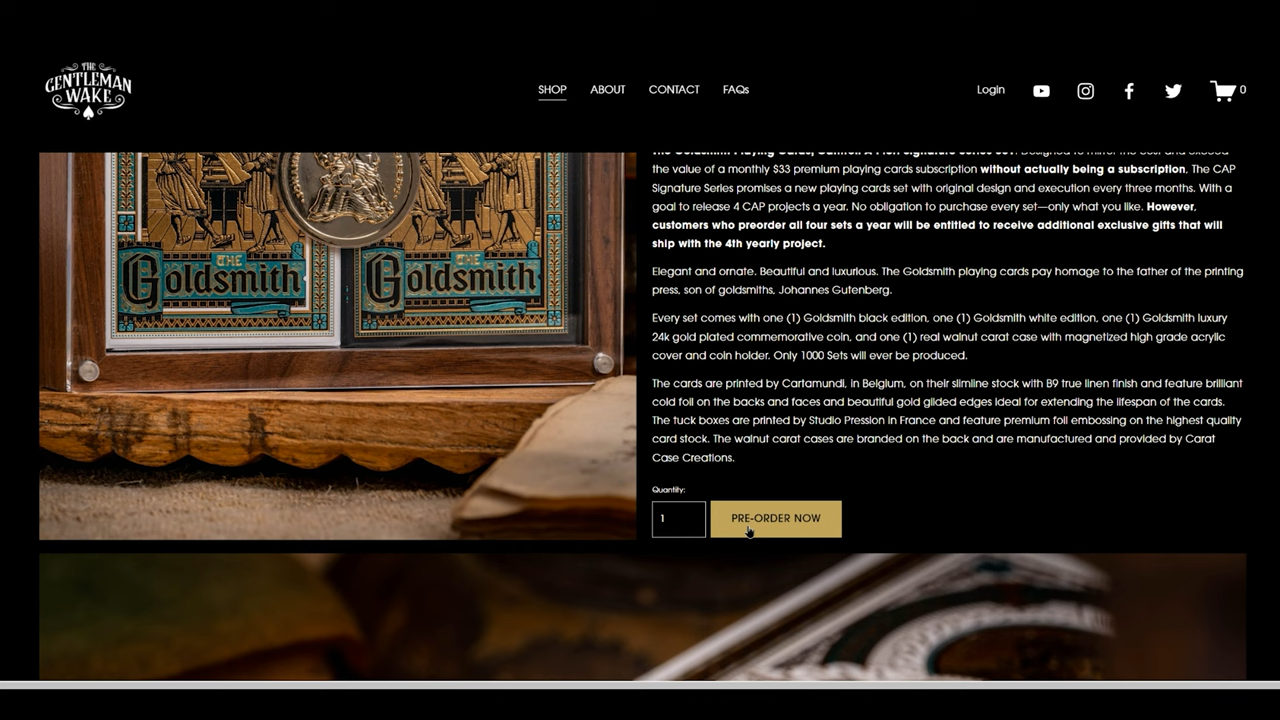 THE
GENTLEMAN
WAKE
SHOP
ABOUT
CONTACT
FAQs
Login
0
the value of a monthly $33 premium playing cards subscription without actually being a subscription. The CAP
Signature Series promises a new playing cards set with original design and execution every three months. With a
goal to release 4 CAP projects a year. No obligation to purchase every set—only what you like. However,
customers who preorder all four sets a year will be entitled to receive additional exclusive gifts that will
ship with the 4th yearly project.
Elegant and ornate. Beautiful and luxurious. The Goldsmith playing cards pay homage to the father of the printing
press, son of goldsmiths, Johannes Gutenberg.
Every set comes with one (1) Goldsmith black edition, one (1) Goldsmith white edition, one (1) Goldsmith luxury
24k gold plated commemorative coin, and one (1) real walnut carat case with magnetized high grade acrylic
cover and coin holder. Only 1000 Sets will ever be produced.
The cards are printed by Cartamundi, in Belgium, on their slimline stock with B9 true linen finish and feature brilliant
cold foil on the backs and faces and beautiful gold gilded edges ideal for extending the lifespan of the cards.
The tuck boxes are printed by Studio Pression in France and feature premium foil embossing on the highest quality
card stock. The walnut carat cases are branded on the back and are manufactured and provided by Carat
Case Creations.
Quantity:
1
PRE-ORDER NOW
THE
Goldsmith
THE
Goldsmith